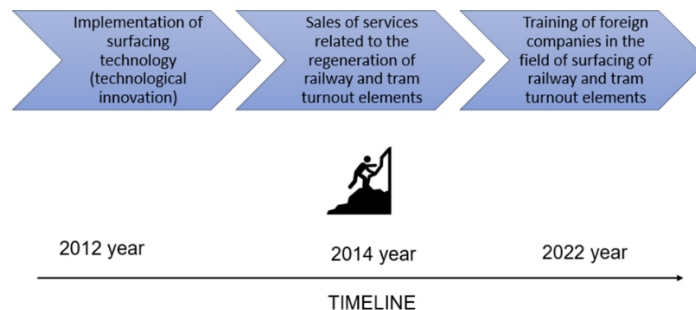 Implementation of
surfacing
technology
(technological
innovation)
Sales of services
related to the
regeneration of
railway and tram
turnout elements
Training of foreign
companies in the
field of surfacing of
railway and tram
turnout elements
2012 year
2014 year
2022 year
TIMELINE